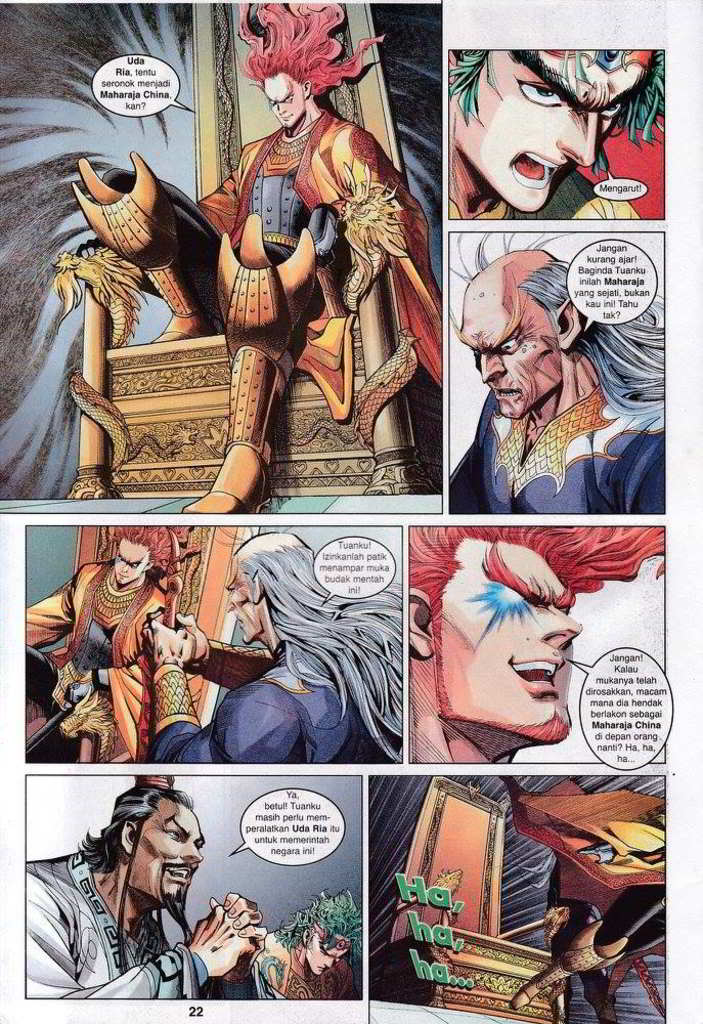 Uda
Ria, tentu
seronok menjadi
Maharaja China,
kan?
Mengarut!
Jangan
kurang ajar!
Baginda Tuanku
inilah Maharaja
yang sejati, bukan
kau ini! Tahu
tak?
Tuanku!
Izinkanlah patik
menampar muka
budak mentah
ini!
Jangan!
Kalau
mukanya telah
dirosakkan, macam
mana dia hendak
berlakon sebagai
Maharaja China
di depan orang
nanti? Ha, ha,
ha...
Ya,
betul! Tuanku
masih perlu mem-
peralatkan Uda Ria itu
untuk memerintah
negara ini!
Ha,
ha,
ha...
22